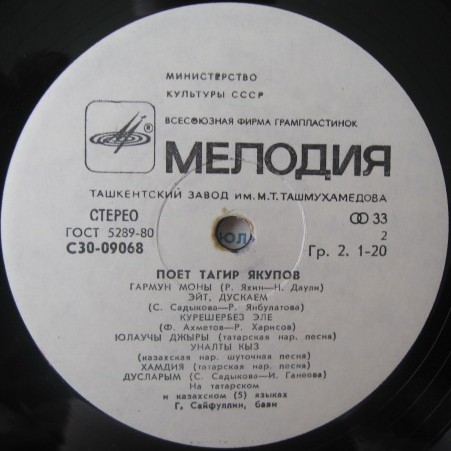 МИНИСТЕРСТВО
КУЛЬТУРЫ СССР
ВСЕСОЮЗНАЯ ФИРМА ГРАМПЛАСТИНОК
®
МЕЛОДИЯ
ТАШКЕНТСКИЙ ЗАВОД ИМ. М.Т. ТАШМУХАМЕДОВА
СТЕРЕО 33
ГОСТ 5289-80 2
С30-09068 Гр. 2. 1-20
ЮЛ
ПОЕТ ТАГИР ЯКУПОВ
ГАРМУН МОНЫ (Р. Яхин—Н. Даули)
ЭЙТ, ДУСКАЕМ
(С. Садыкова—Р. Янбулатова)
КУРЕШЕРБЕЗ ЭЛЕ
(Ф. Ахметов—Р. Харисов)
ЮЛАУЧЫ ДЖЫРЫ (татарская нар. песня)
УНАЛТЫ КЫЗ
(казахская нар. шуточная песня)
ХАМДИЯ (татарская нар. песня)
ДУСЛАРЫМ (С. Садыкова—И. Ганеева)
На татарском
и казахском (5) языках
Г. Сайфуллин, баян